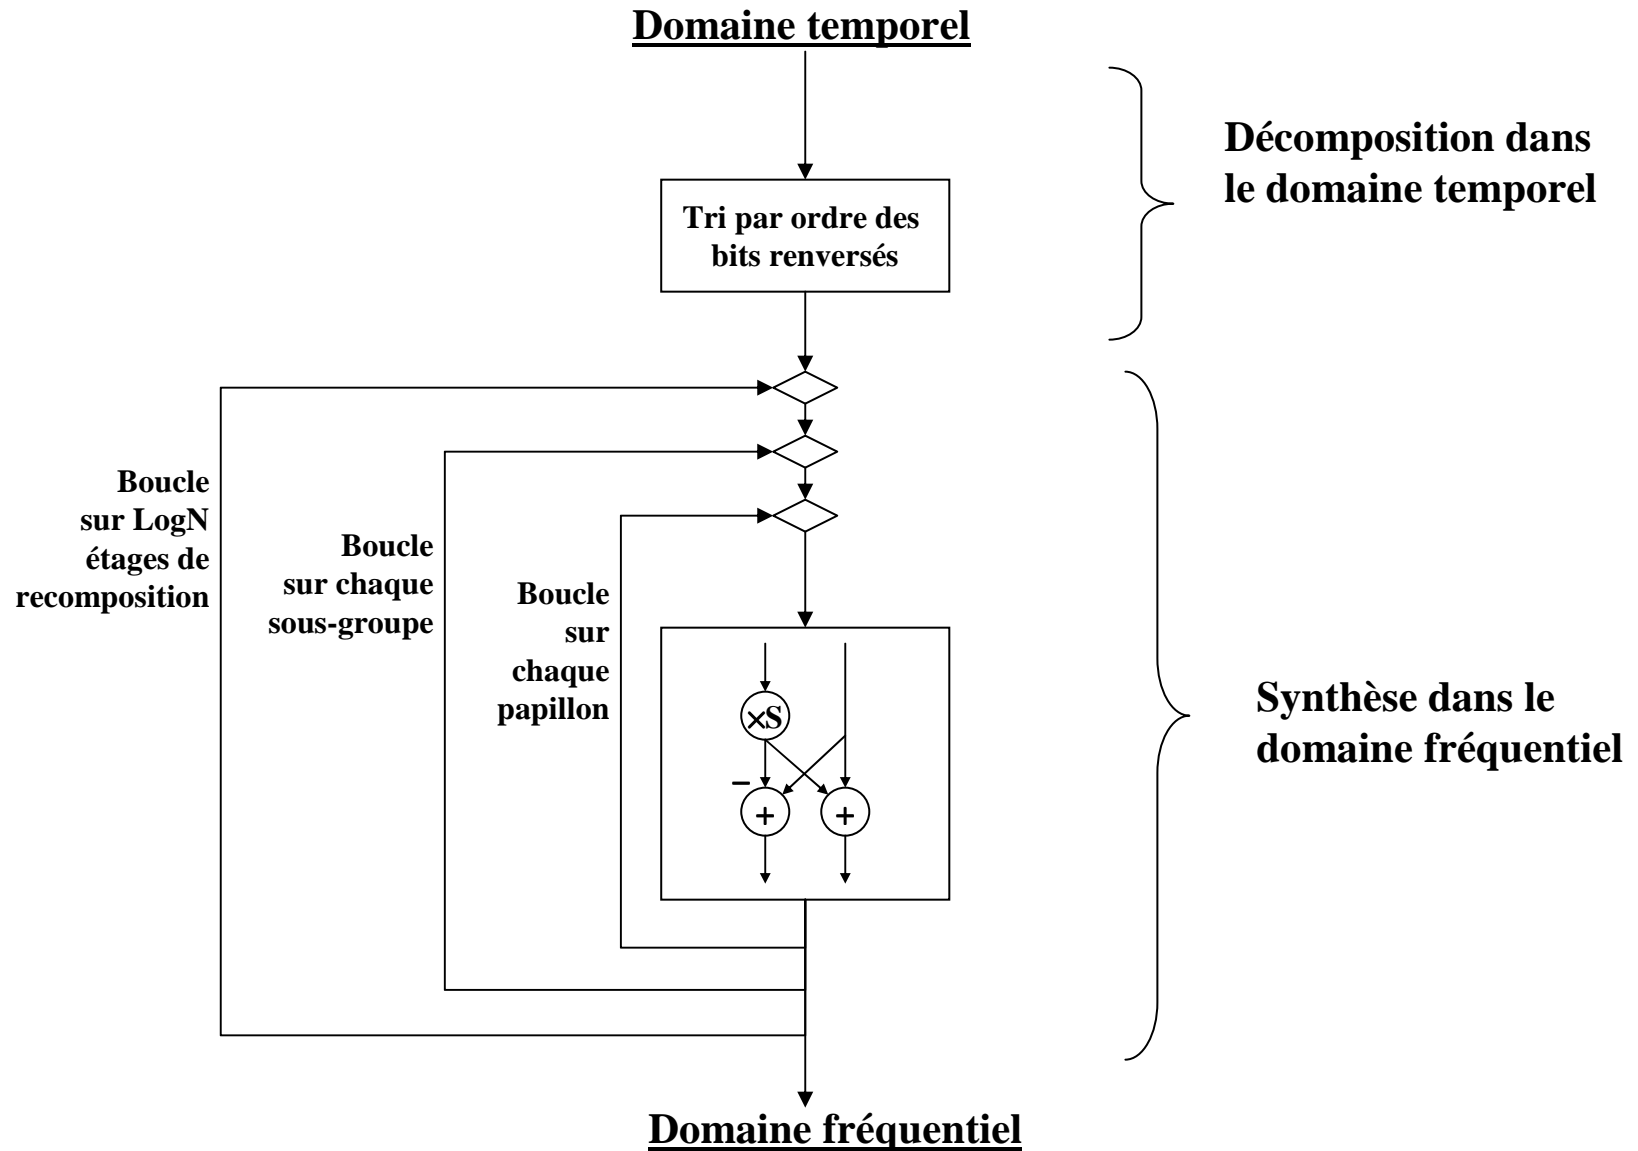 Domaine temporel
Décomposition dans
le domaine temporel
Tri par ordre des
bits renversés
Boucle
sur LogN
étages de
recomposition
Boucle
sur chaque
sous-groupe
Boucle
sur
chaque
papillon
×S
−
+ +
Synthèse dans le
domaine fréquentiel
Domaine fréquentiel